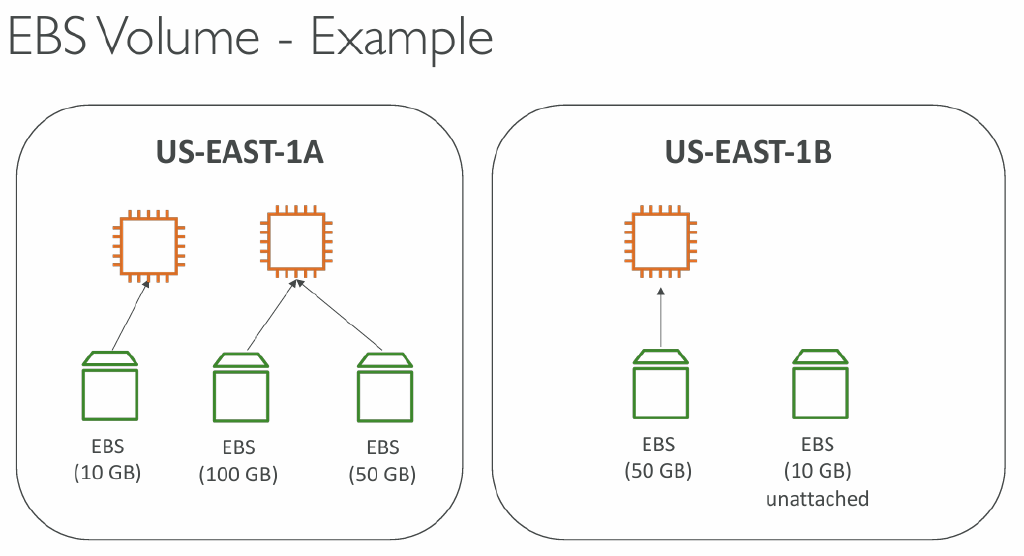 EBS Volume - Example
US-EAST-1A
EBS
(10 GB)
EBS
(100 GB)
EBS
(50 GB)
US-EAST-1B
EBS
(50 GB)
EBS
(10 GB)
unattached